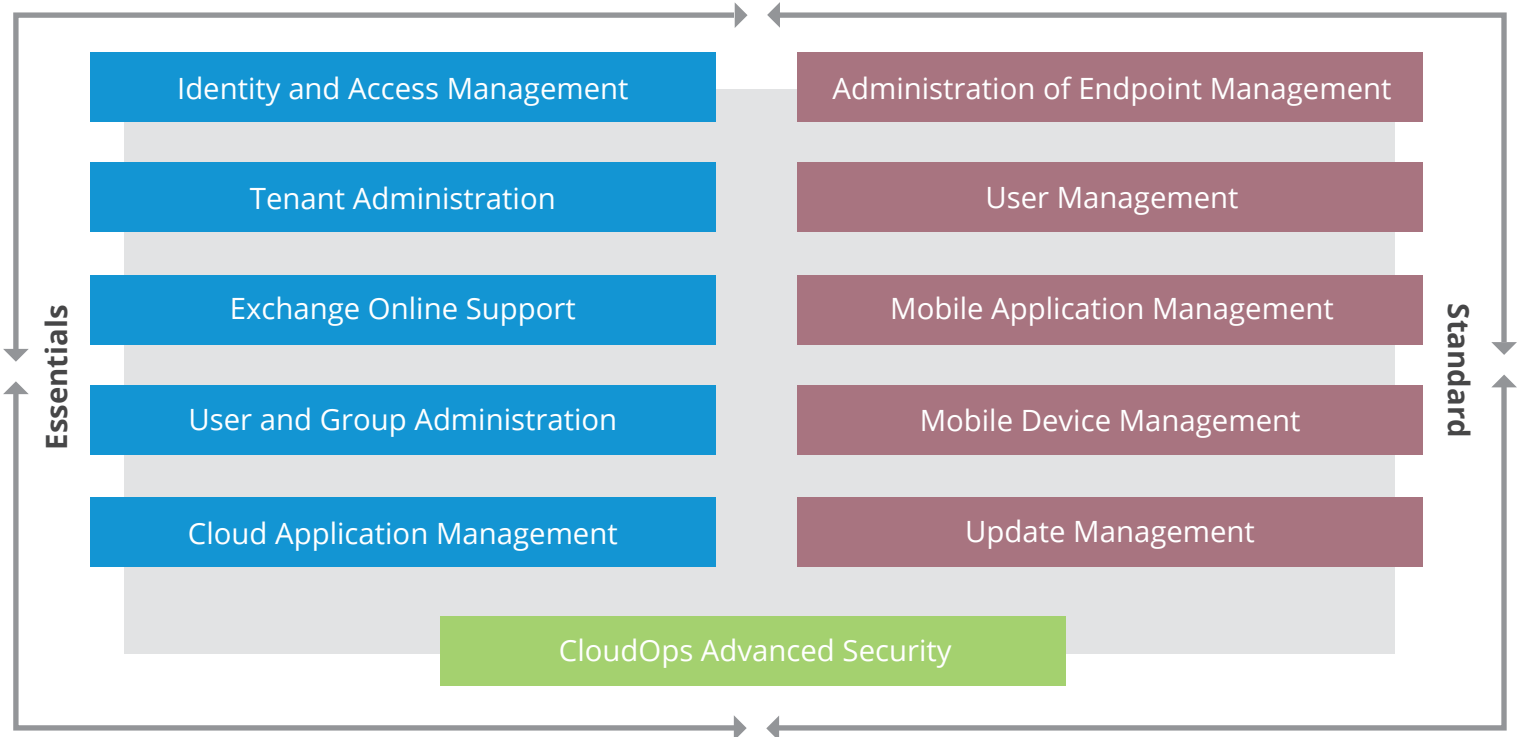 Essentials
Identity and Access Management
Tenant Administration
Exchange Online Support
User and Group Administration
Cloud Application Management
Administration of Endpoint Management
User Management
Mobile Application Management
Mobile Device Management
Update Management
Standard
CloudOps Advanced Security